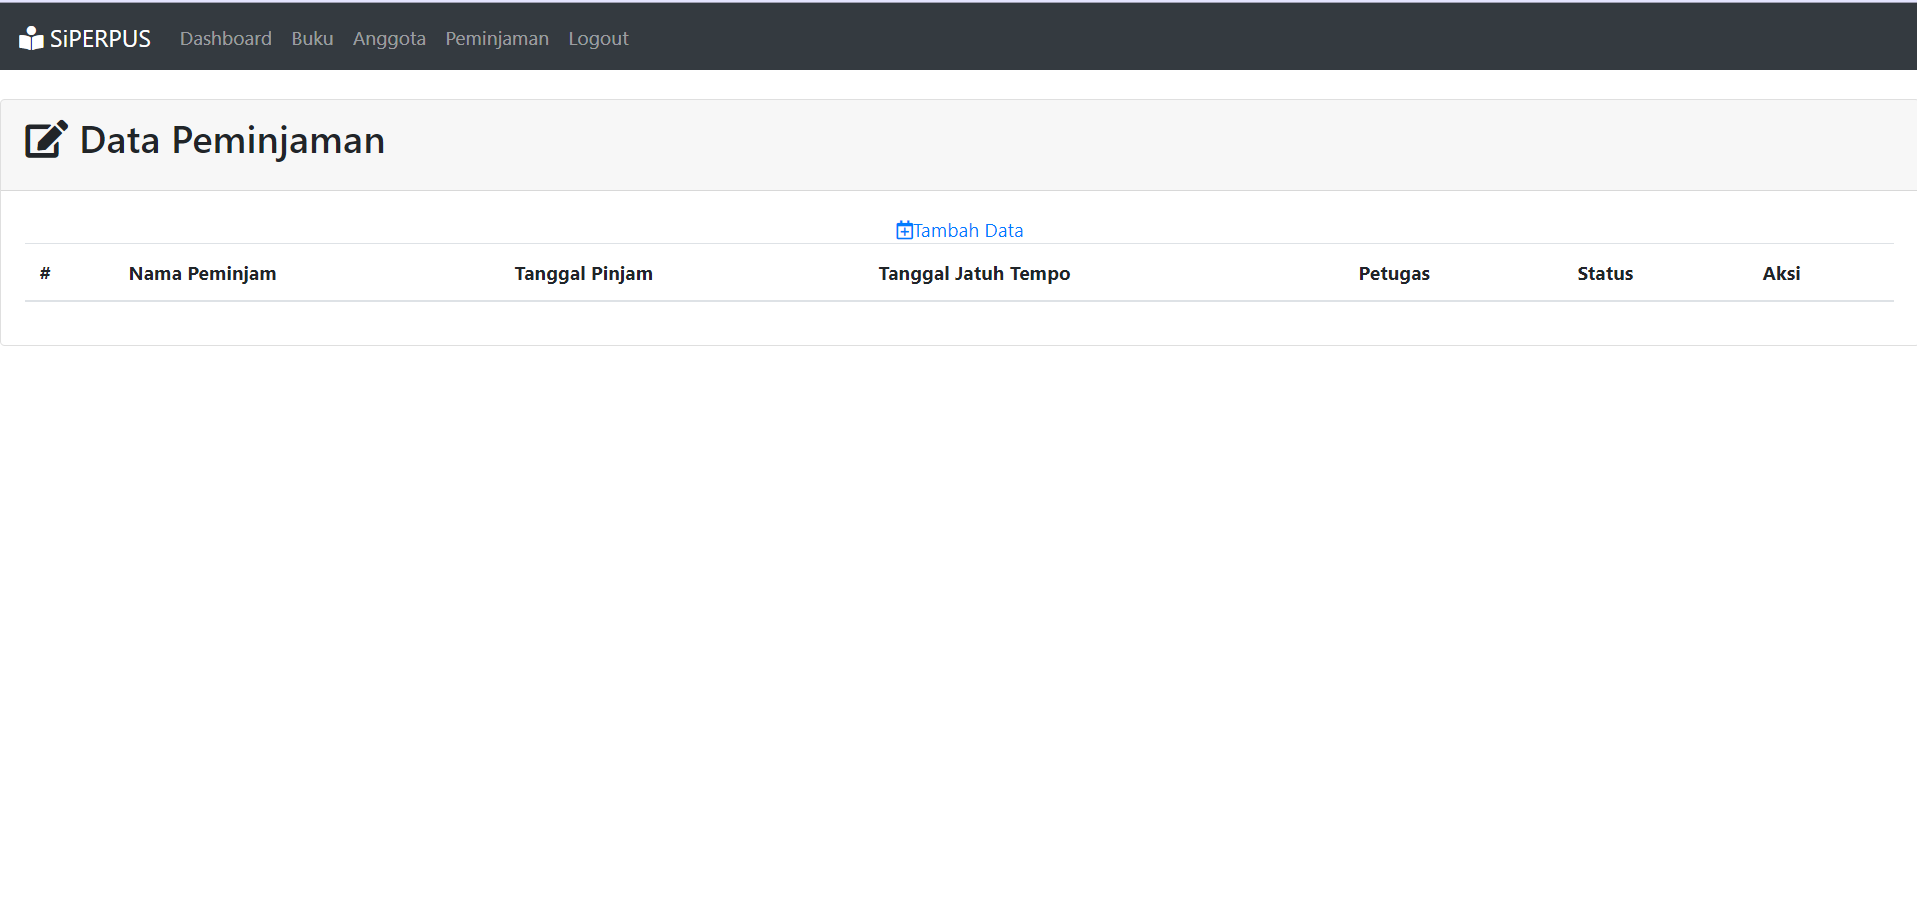 SiPERPUS Dashboard Buku Anggota Peminjaman Logout
Data Peminjaman
Tambah Data
# Nama Peminjam Tanggal Pinjam Tanggal Jatuh Tempo Petugas Status Aksi